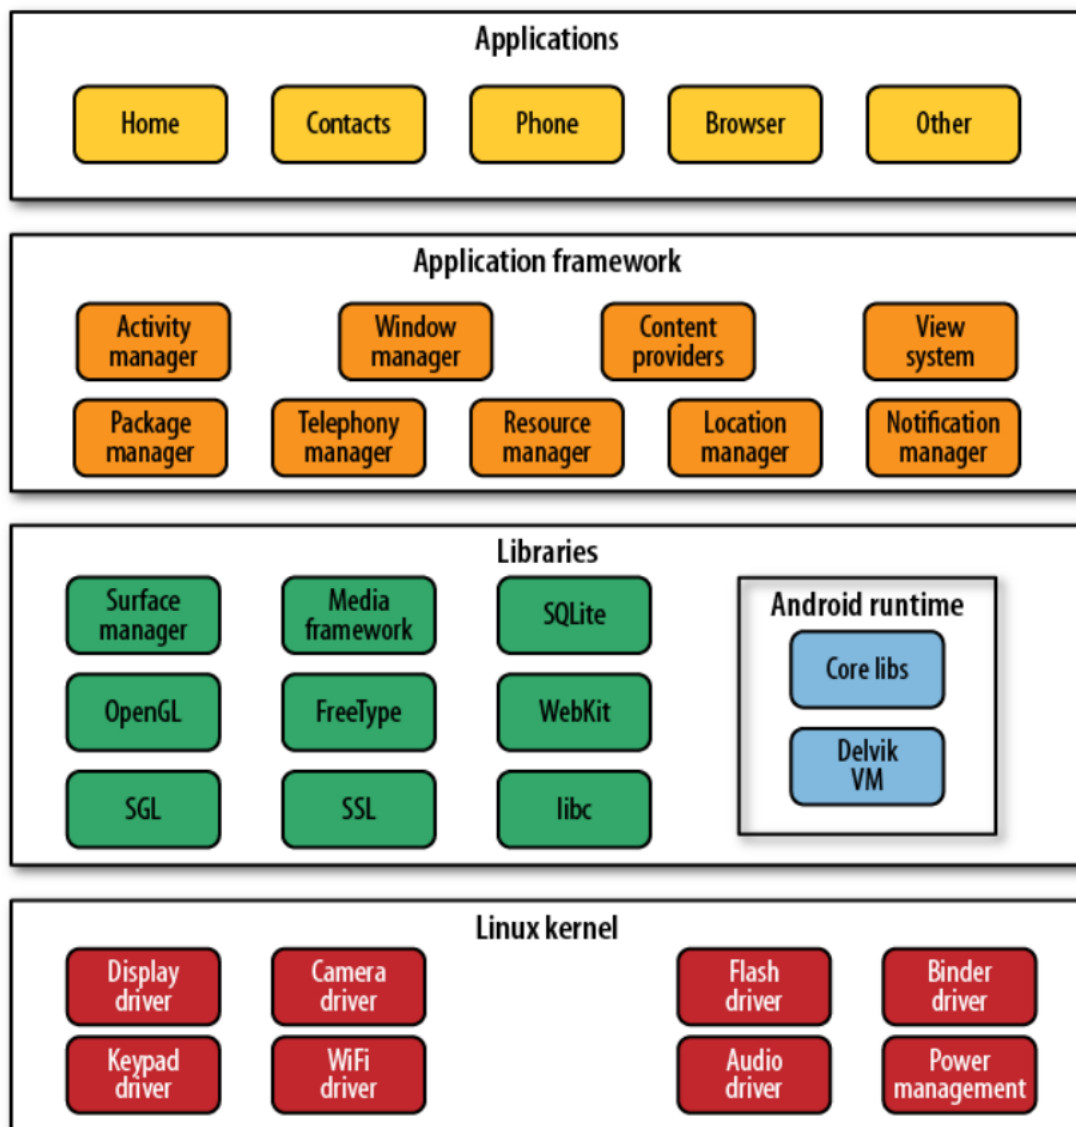 Applications
Home
Contacts
Phone
Browser
Other
Application framework
Activity
manager
Window
manager
Content
providers
View
system
Package
manager
Telephony
manager
Resource
manager
Location
manager
Notification
manager
Libraries
Surface
manager
Media
framework
SQLite
OpenGL
FreeType
WebKit
SGL
SSL
libc
Android runtime
Core libs
Delvik
VM
Linux kernel
Display
driver
Camera
driver
Flash
driver
Binder
driver
Keypad
driver
WiFi
driver
Audio
driver
Power
management